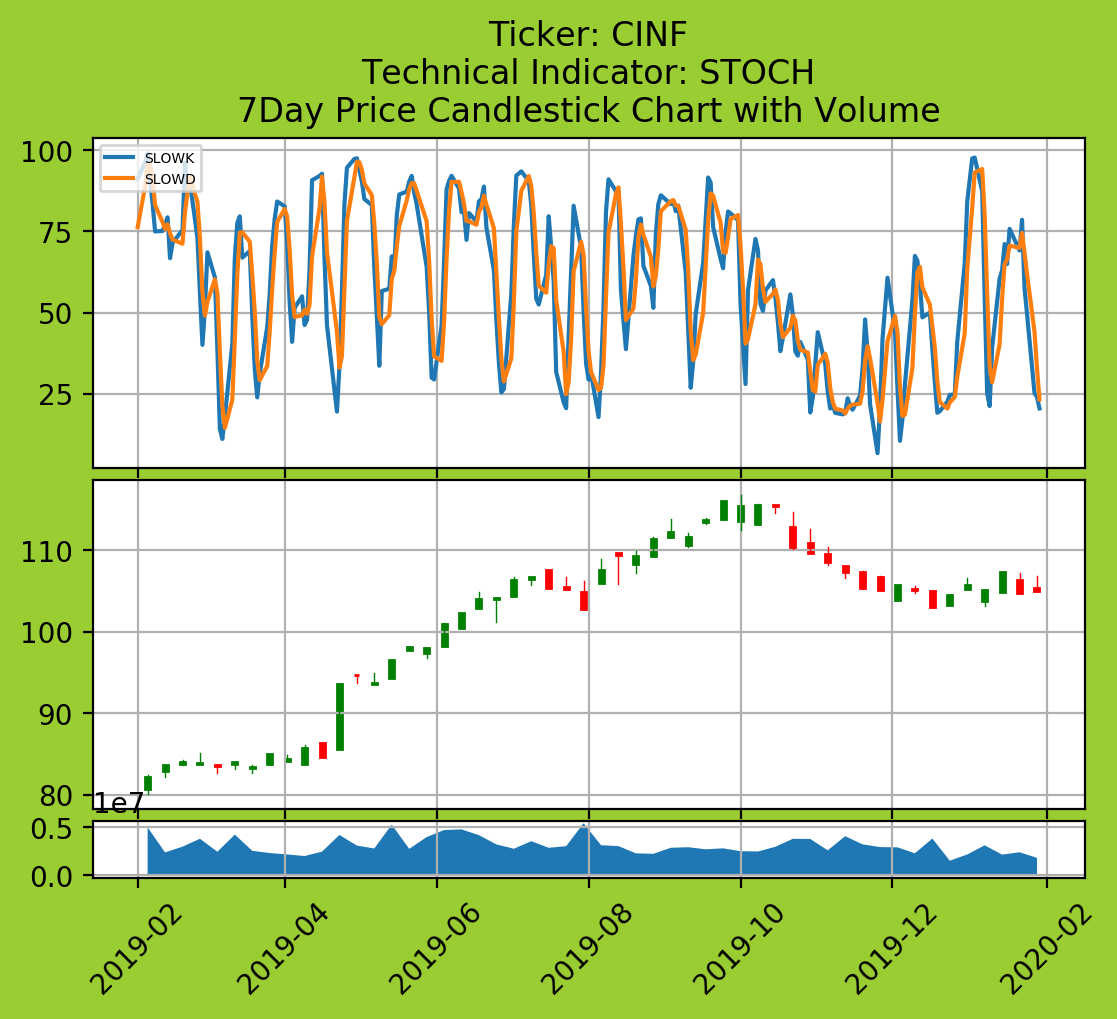 Ticker: CINF
Technical Indicator: STOCH
7Day Price Candlestick Chart with Volume
100
75
50
25
SLOWK
SLOWD
110
100
90
80
1e7
0.5
0.0
2019-02
2019-04
2019-06
2019-08
2019-10
2019-12
2020-02